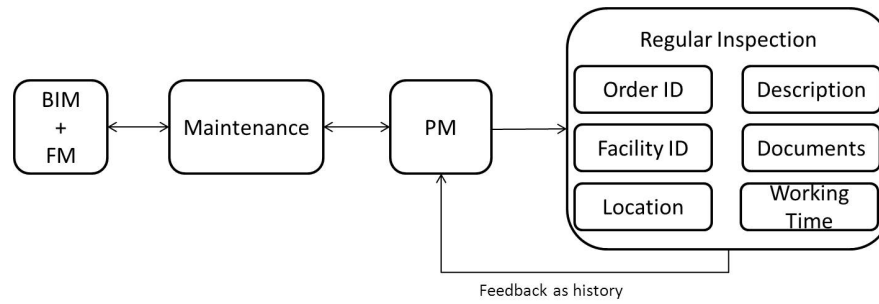 BIM
+
FM
Maintenance
PM
Regular Inspection
Order ID
Description
Facility ID
Documents
Location
Working
Time
Feedback as history